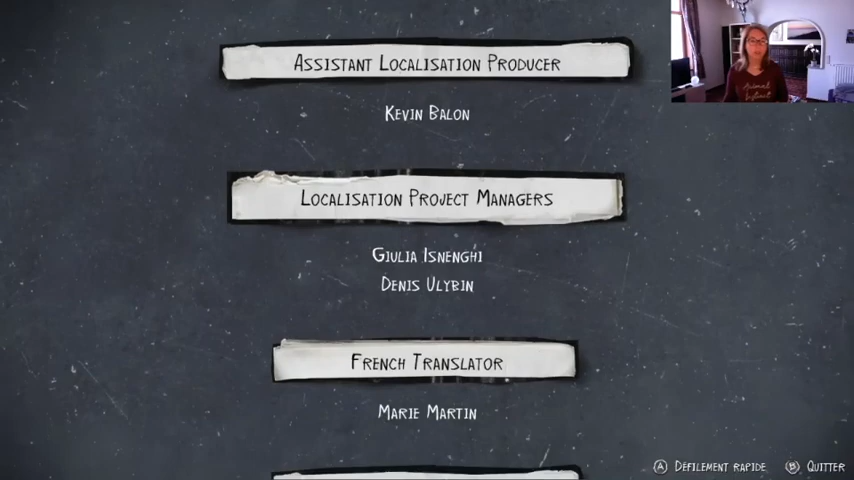 ASSISTANT LOCALISATION PRODUCER
KEVIN BALON
LOCALISATION PROJECT MANAGERS
GIULIA ISNENGHI
DENIS ULYBIN
FRENCH TRANSLATOR
MARIE MARTIN
A DÉFILEMENT RAPIDE B QUITTER